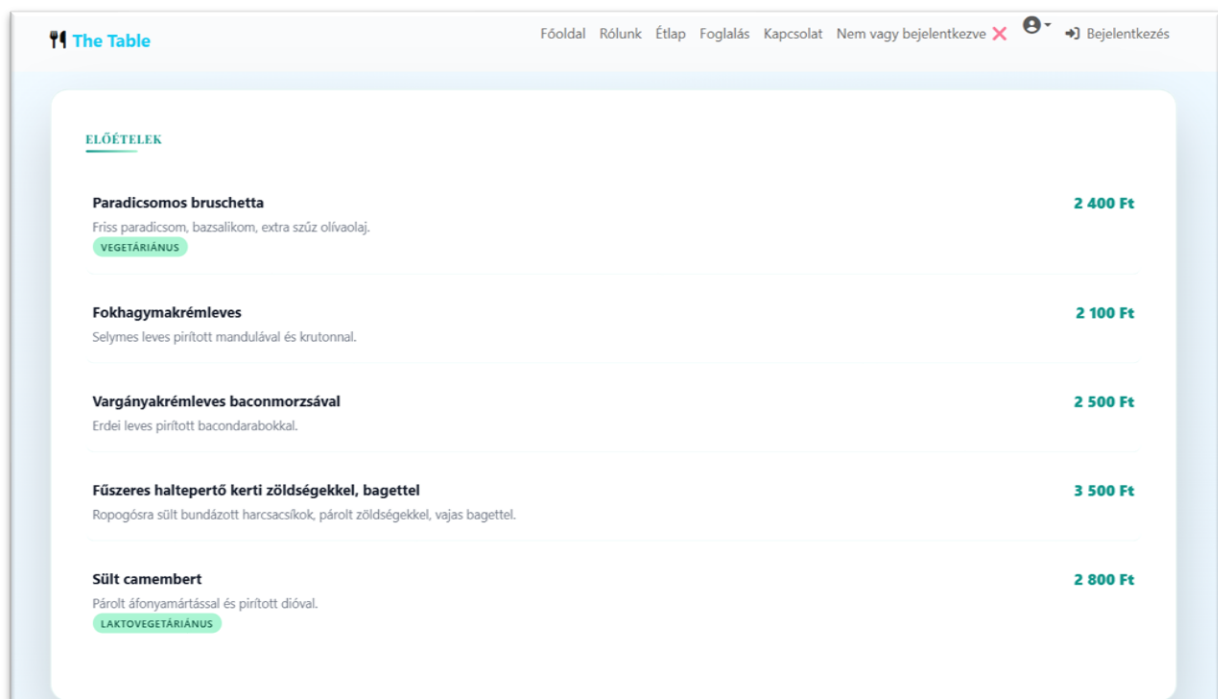 The Table
Főoldal Rólunk Étlap Foglalás Kapcsolat Nem vagy bejelentkezve ❌ Bejelentkezés
ELŐÉTELEK
Paradicsomos bruschetta 2 400 Ft
Friss paradicsom, bazsalikom, extra szűz olívaolaj.
VEGETÁRIÁNUS
Fokhagymakrémleves 2 100 Ft
Selymes leves pirított mandulával és krutonnal.
Vargányakrémleves baconmorzsával 2 500 Ft
Erdei leves pirított bacondarabokkal.
Fűszeres haltepertő kerti zöldségekkel, bagettel 3 500 Ft
Ropogósra sült bundázott harcsacsíkok, párolt zöldségekkel, vajas bagettel.
Sült camembert 2 800 Ft
Párolt áfonyamártással és pirított dióval.
LAKTOVEGETÁRIÁNUS